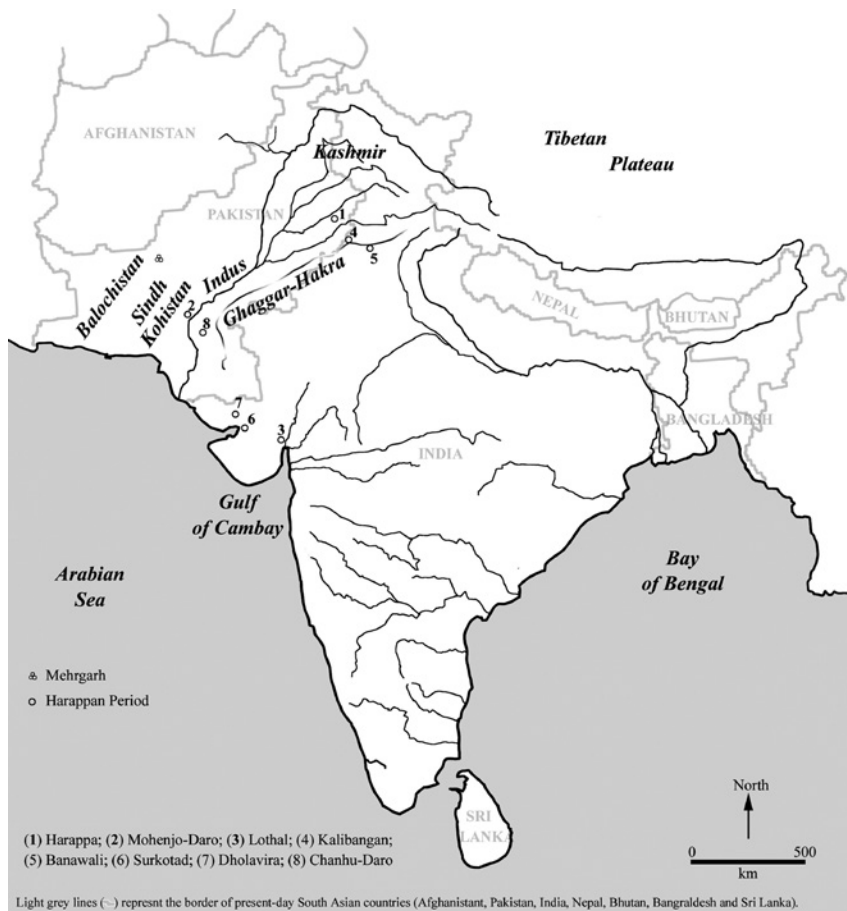 AFGHANISTAN
Kashmir
Tibetan
Plateau
PAKISTAN
1
4
5
Balochistan
Sindh
Kohistan
Indus
Ghaggar-Hakra
2
8
NEPAL
BHUTAN
7
6
3
BANGLADESH
INDIA
Gulf
of Cambay
Arabian
Sea
Bay
of Bengal
Mehrgarh
Harappan Period
North
SRI
LANKA
0 500
km
(1) Harappa; (2) Mohenjo-Daro; (3) Lothal; (4) Kalibangan;
(5) Banawali; (6) Surkotad; (7) Dholavira; (8) Chanhu-Daro
Light grey lines ( ) represnt the border of present-day South Asian countries (Afghanistant, Pakistan, India, Nepal, Bhutan, Bangraldesh and Sri Lanka).